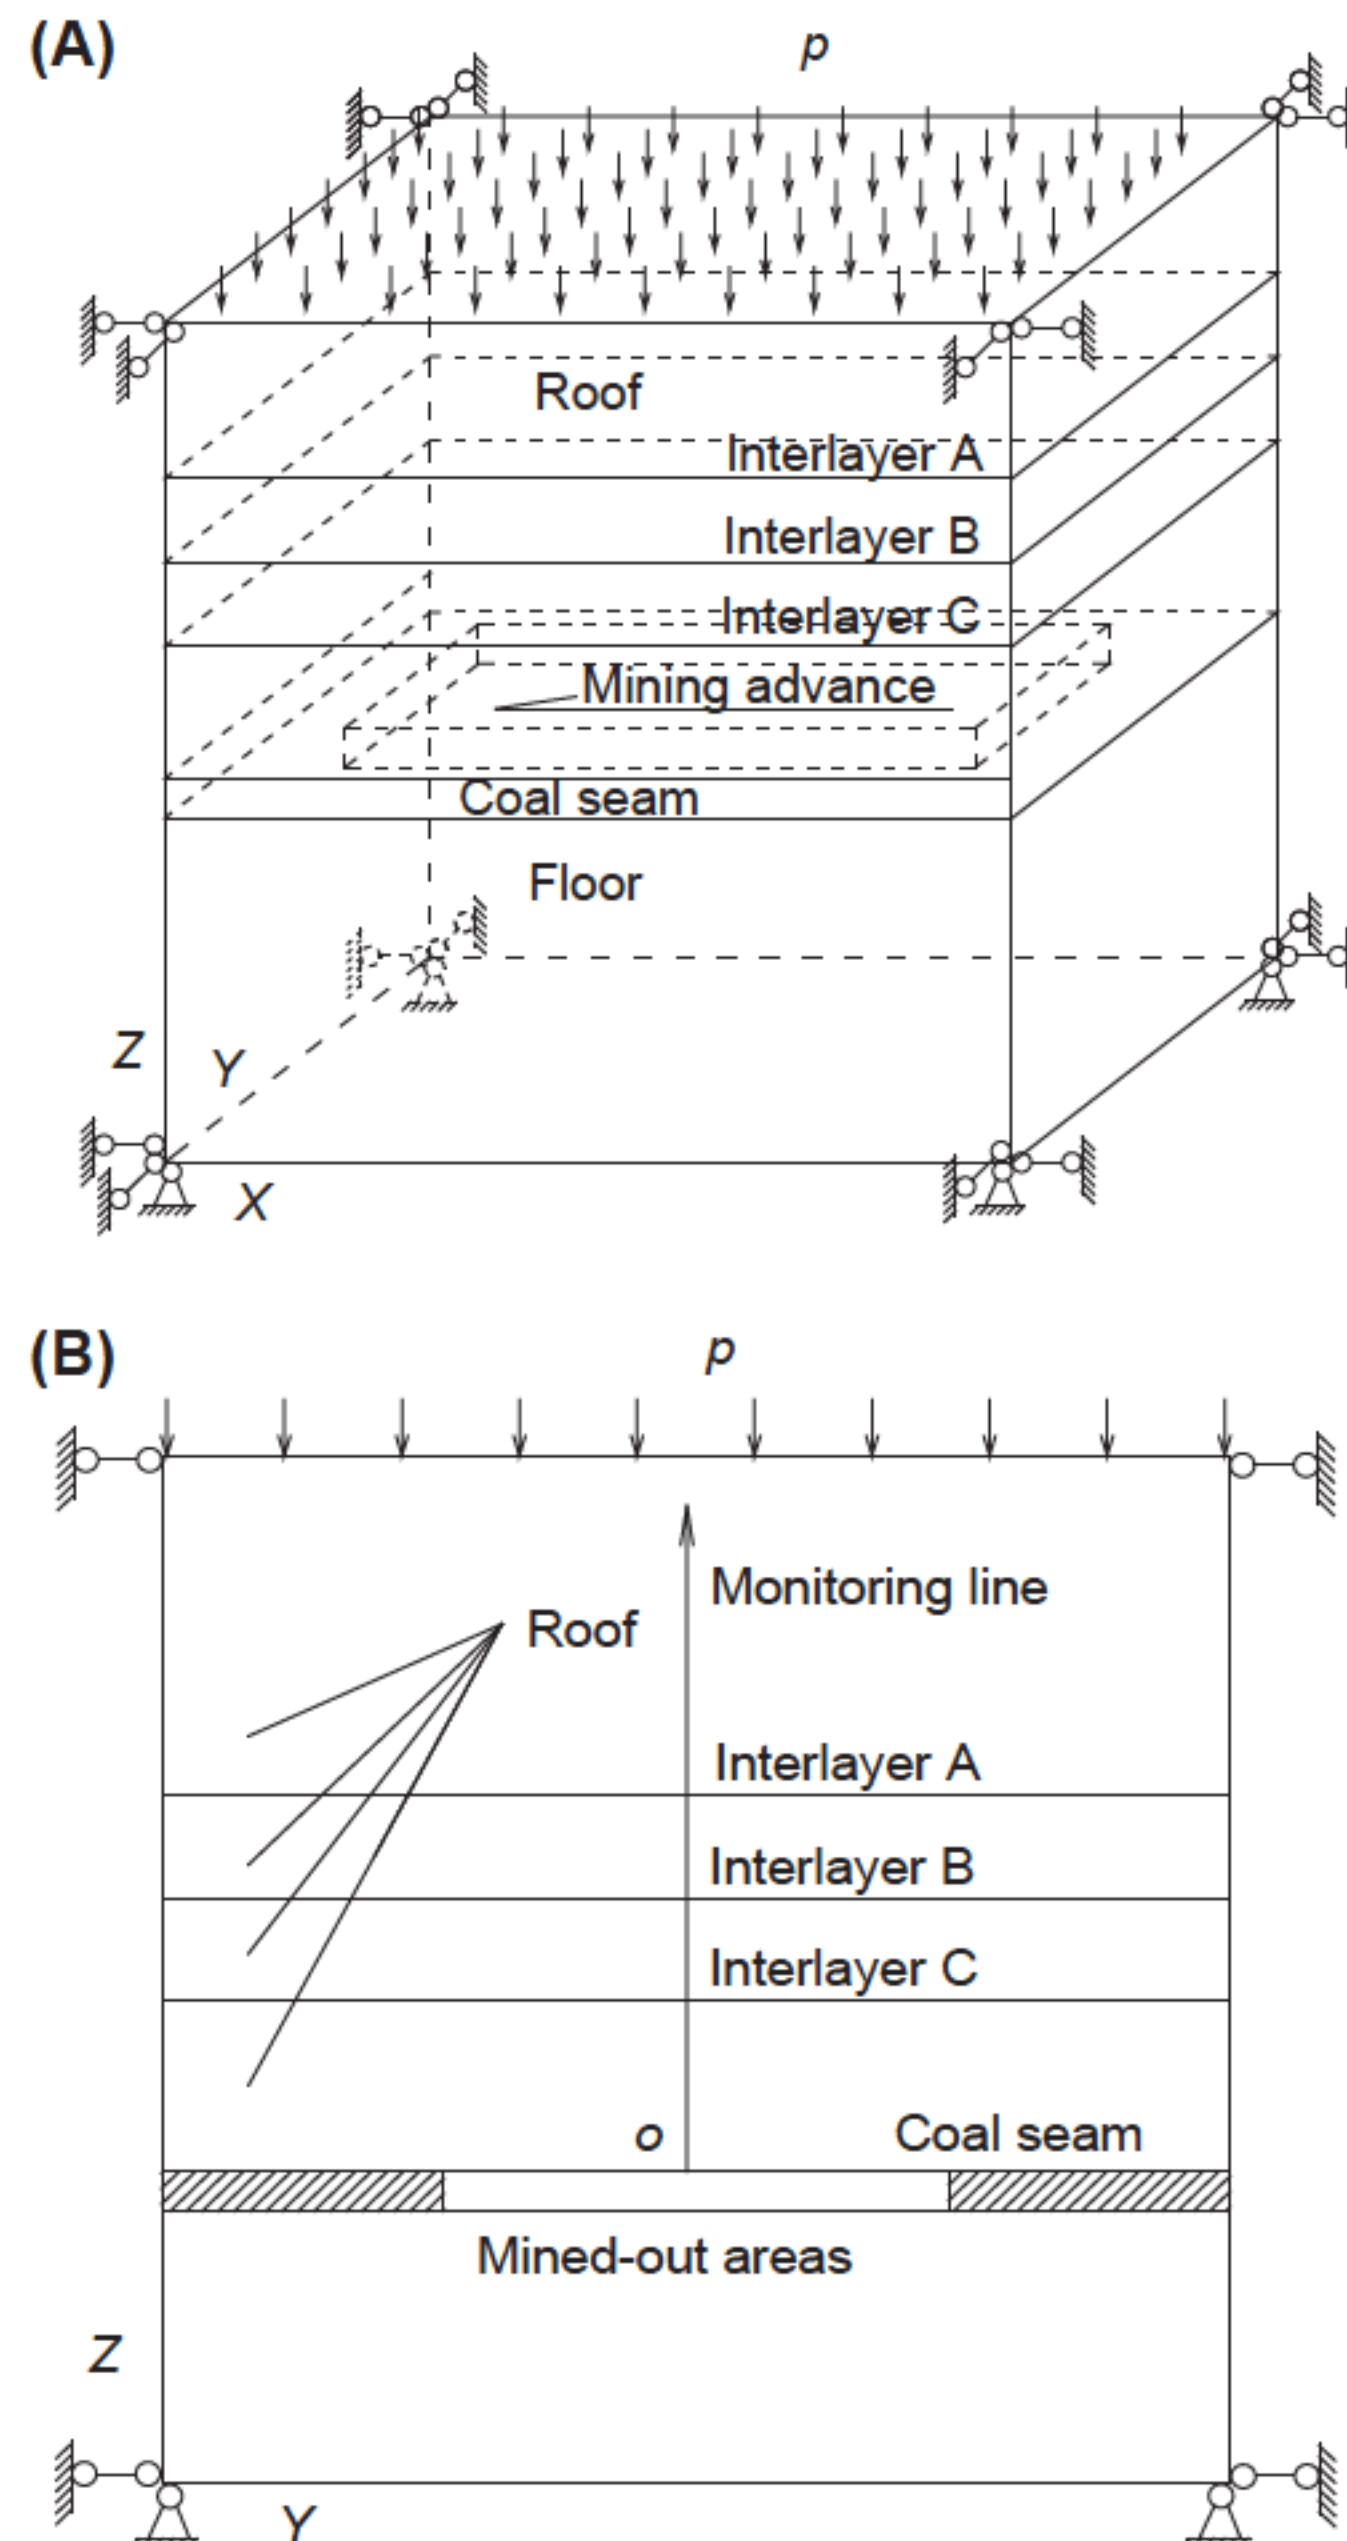 (A)
p
Roof
Interlayer A
Interlayer B
Interlayer C
Mining advance
Coal seam
Floor
Z
Y
X
(B)
p
Monitoring line
Roof
Interlayer A
Interlayer B
Interlayer C
o
Coal seam
Mined-out areas
Z
Y